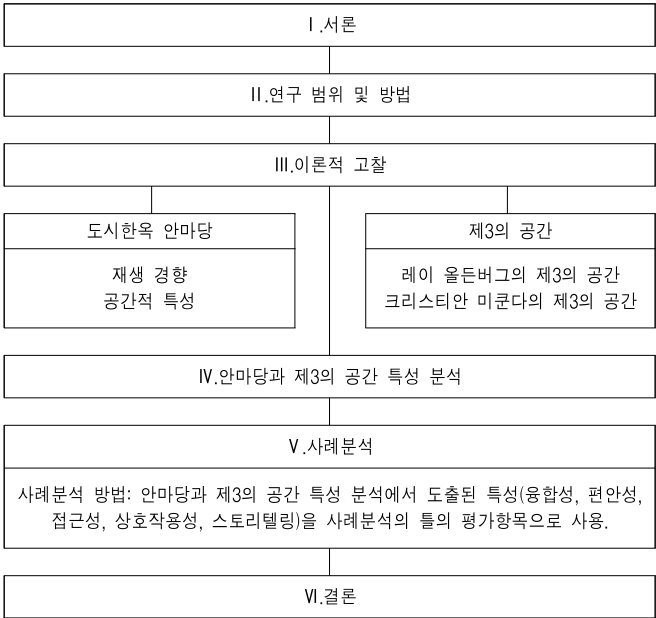 Ⅰ.서론
Ⅱ.연구 범위 및 방법
Ⅲ.이론적 고찰
도시한옥 안마당
재생 경향
공간적 특성
제3의 공간
레이 올든버그의 제3의 공간
크리스티안 미쿤다의 제3의 공간
Ⅳ.안마당과 제3의 공간 특성 분석
Ⅴ.사례분석
사례분석 방법: 안마당과 제3의 공간 특성 분석에서 도출된 특성(융합성, 편안성,
접근성, 상호작용성, 스토리텔링)을 사례분석의 틀의 평가항목으로 사용.
Ⅵ.결론